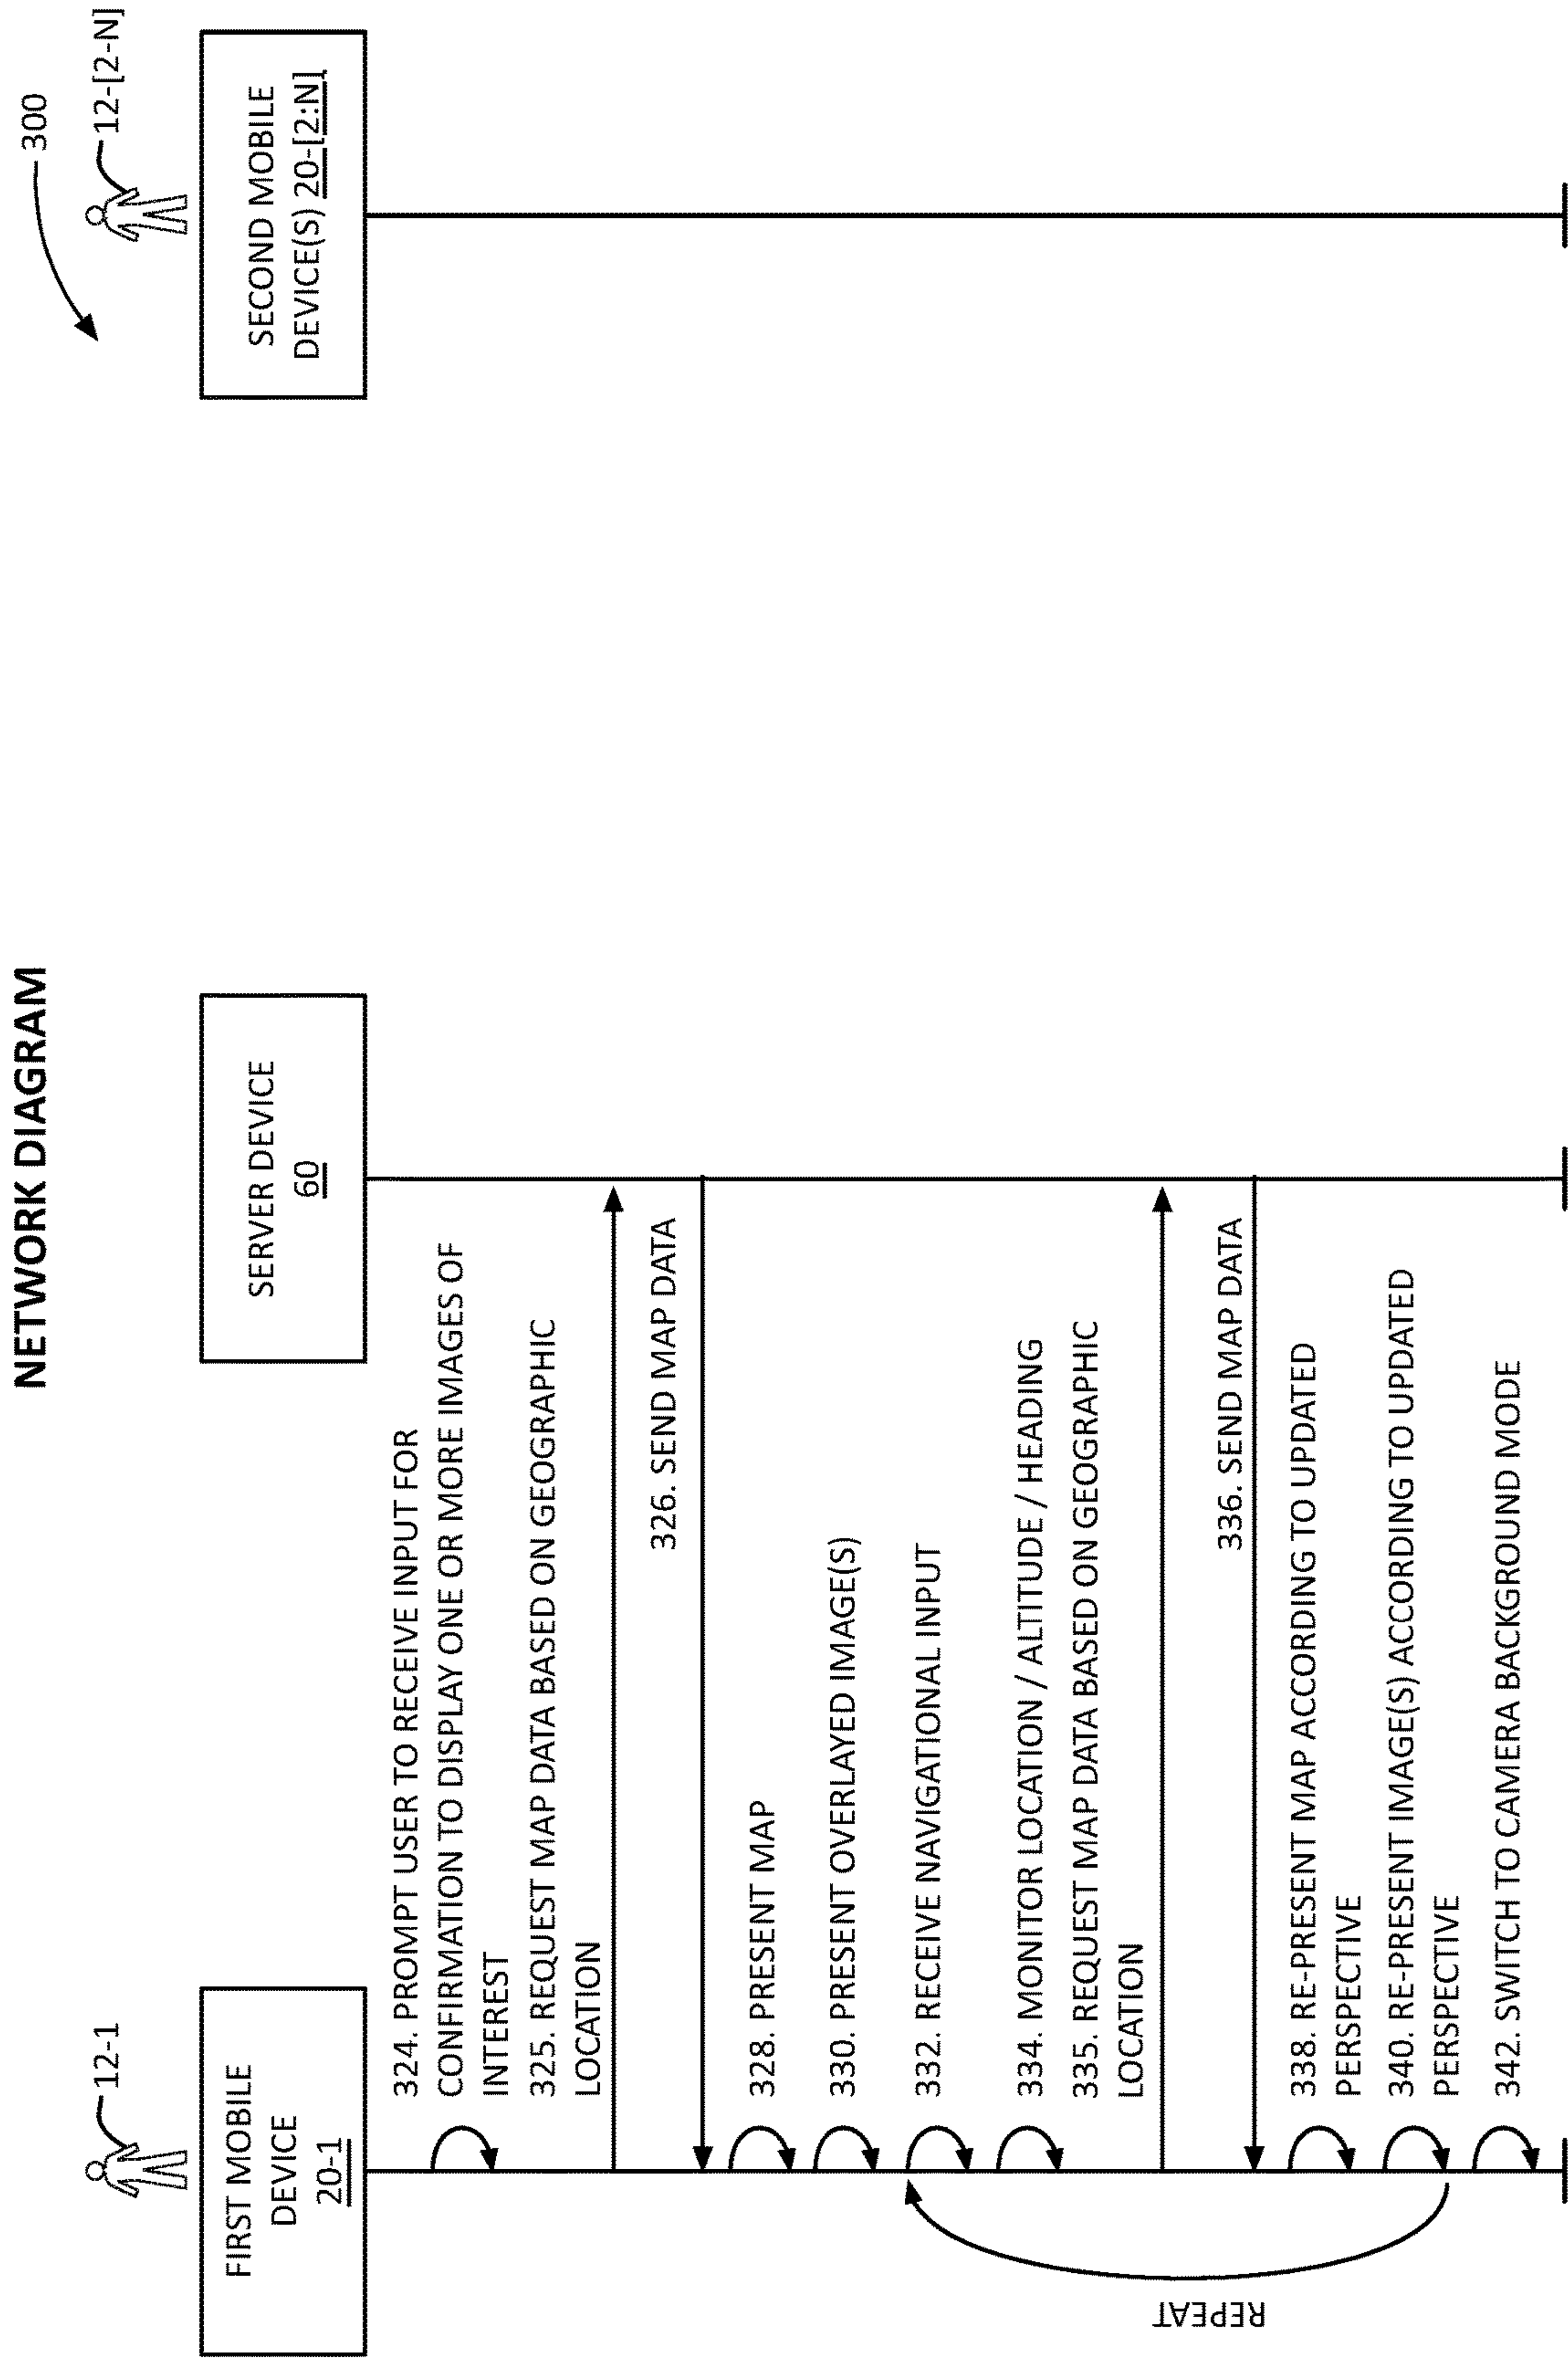 NETWORK DIAGRAM
300
12-1
12-[2-N]
FIRST MOBILE
DEVICE
20-1
SERVER DEVICE
60
SECOND MOBILE
DEVICE(S) 20-[2:N]
324. PROMPT USER TO RECEIVE INPUT FOR
CONFIRMATION TO DISPLAY ONE OR MORE IMAGES OF
INTEREST
325. REQUEST MAP DATA BASED ON GEOGRAPHIC
LOCATION
326. SEND MAP DATA
328. PRESENT MAP
330. PRESENT OVERLAYED IMAGE(S)
332. RECEIVE NAVIGATIONAL INPUT
334. MONITOR LOCATION / ALTITUDE / HEADING
335. REQUEST MAP DATA BASED ON GEOGRAPHIC
LOCATION
336. SEND MAP DATA
338. RE-PRESENT MAP ACCORDING TO UPDATED
PERSPECTIVE
340. RE-PRESENT IMAGE(S) ACCORDING TO UPDATED
PERSPECTIVE
342. SWITCH TO CAMERA BACKGROUND MODE
REPEAT